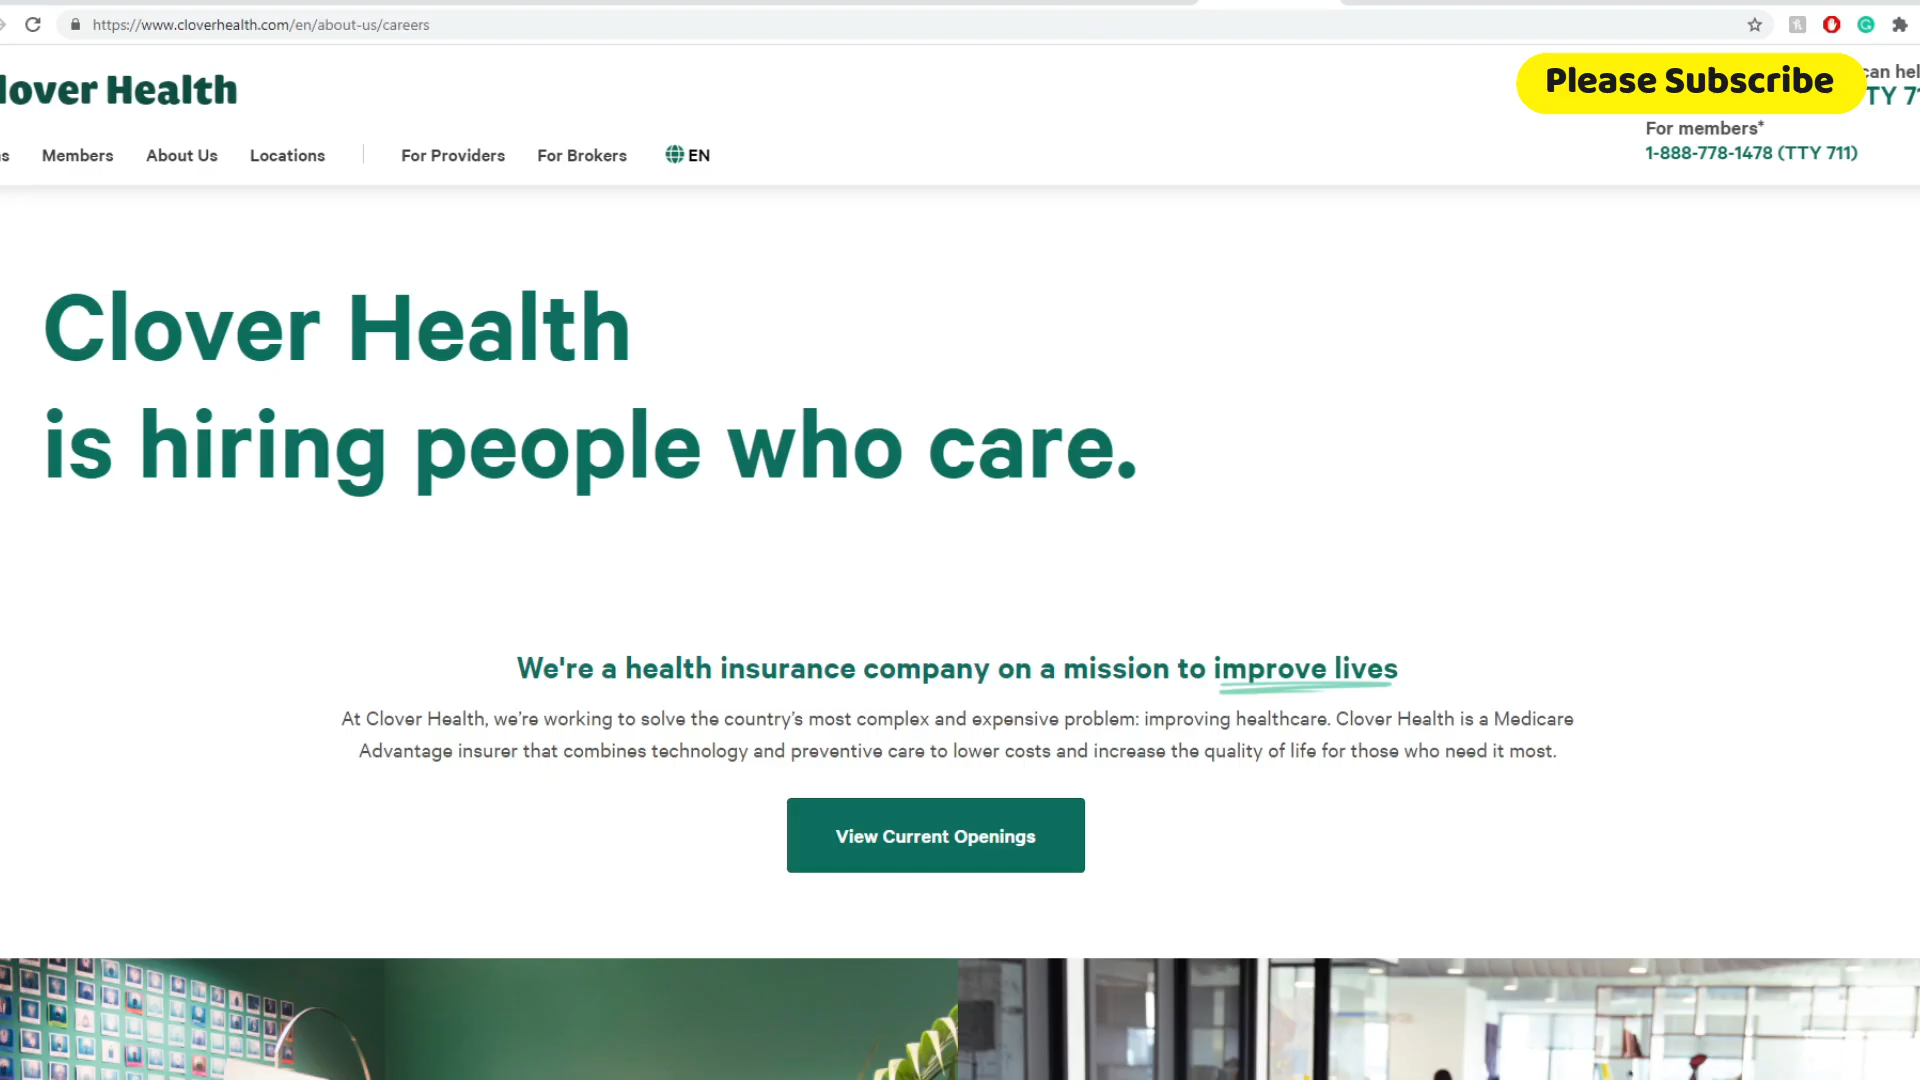 https://www.cloverhealth.com/en/about-us/careers
lover Health
Please Subscribe
can hel
TY 71
For members*
1-888-778-1478 (TTY 711)
s Members About Us Locations For Providers For Brokers EN
Clover Health
is hiring people who care.
We're a health insurance company on a mission to improve lives
At Clover Health, we’re working to solve the country’s most complex and expensive problem: improving healthcare. Clover Health is a Medicare
Advantage insurer that combines technology and preventive care to lower costs and increase the quality of life for those who need it most.
View Current Openings